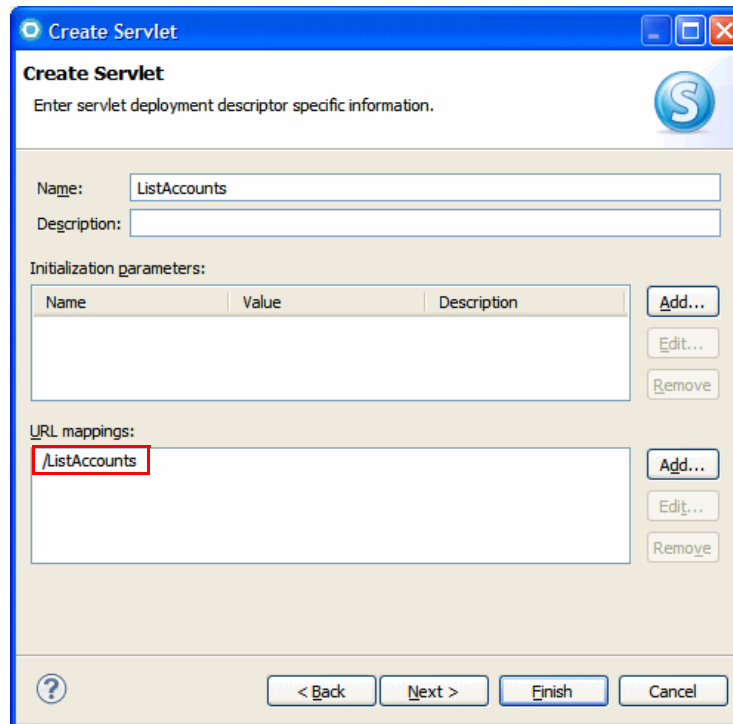 Create Servlet
Create Servlet
Enter servlet deployment descriptor specific information.
S
Name: ListAccounts
Description:
Initialization parameters:
Name Value Description
Add...
Edit...
Remove
URL mappings:
/ListAccounts
Add...
Edit...
Remove
? < Back Next > Finish Cancel